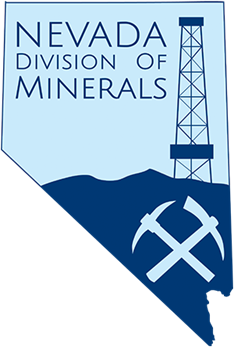 NEVADA
DIVISION OF
MINERALS